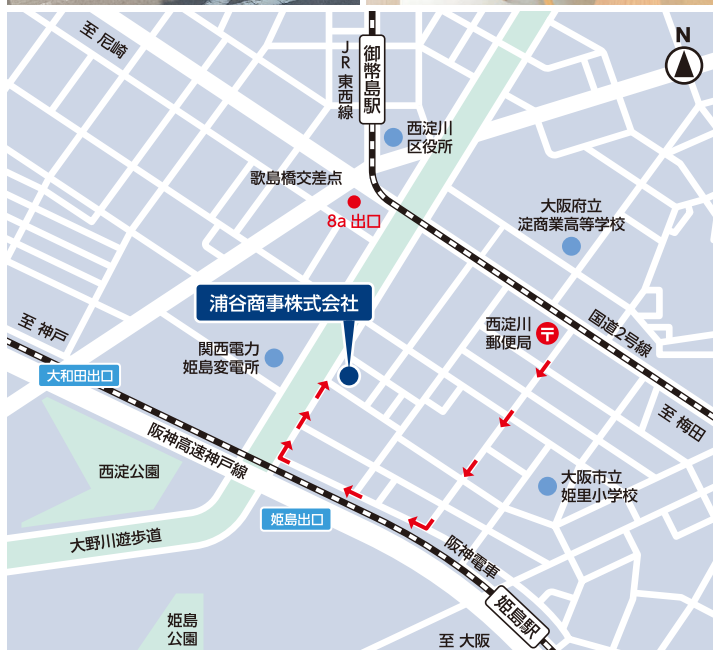 至 尼崎
JR 東西線
御幣島駅
N
西淀川
区役所
歌島橋交差点
8a 出口
大阪府立
淀商業高等学校
浦谷商事株式会社
至 神戸
関西電力
姫島変電所
西淀川
郵便局
国道2号線
大和田出口
至 梅田
阪神高速神戸線
西淀公園
大阪市立
姫里小学校
姫島出口
大野川遊歩道
阪神電車
姫島駅
姫島
公園
至 大阪